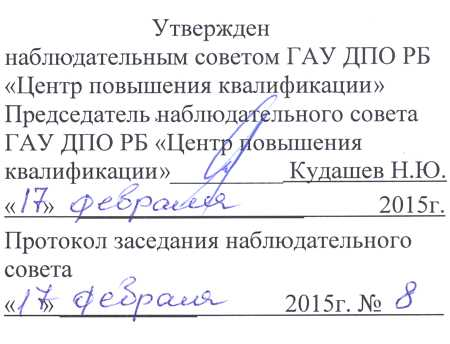 Утвержден
наблюдательным советом ГАУ ДПО РБ
«Центр повышения квалификации»
Председатель наблюдательного совета
ГАУ ДПО РБ «Центр повышения
квалификации»__________Кудашев Н.Ю.
«17» февраля 2015г.
Протокол заседания наблюдательного
совета
«17» февраля 2015г. № 8